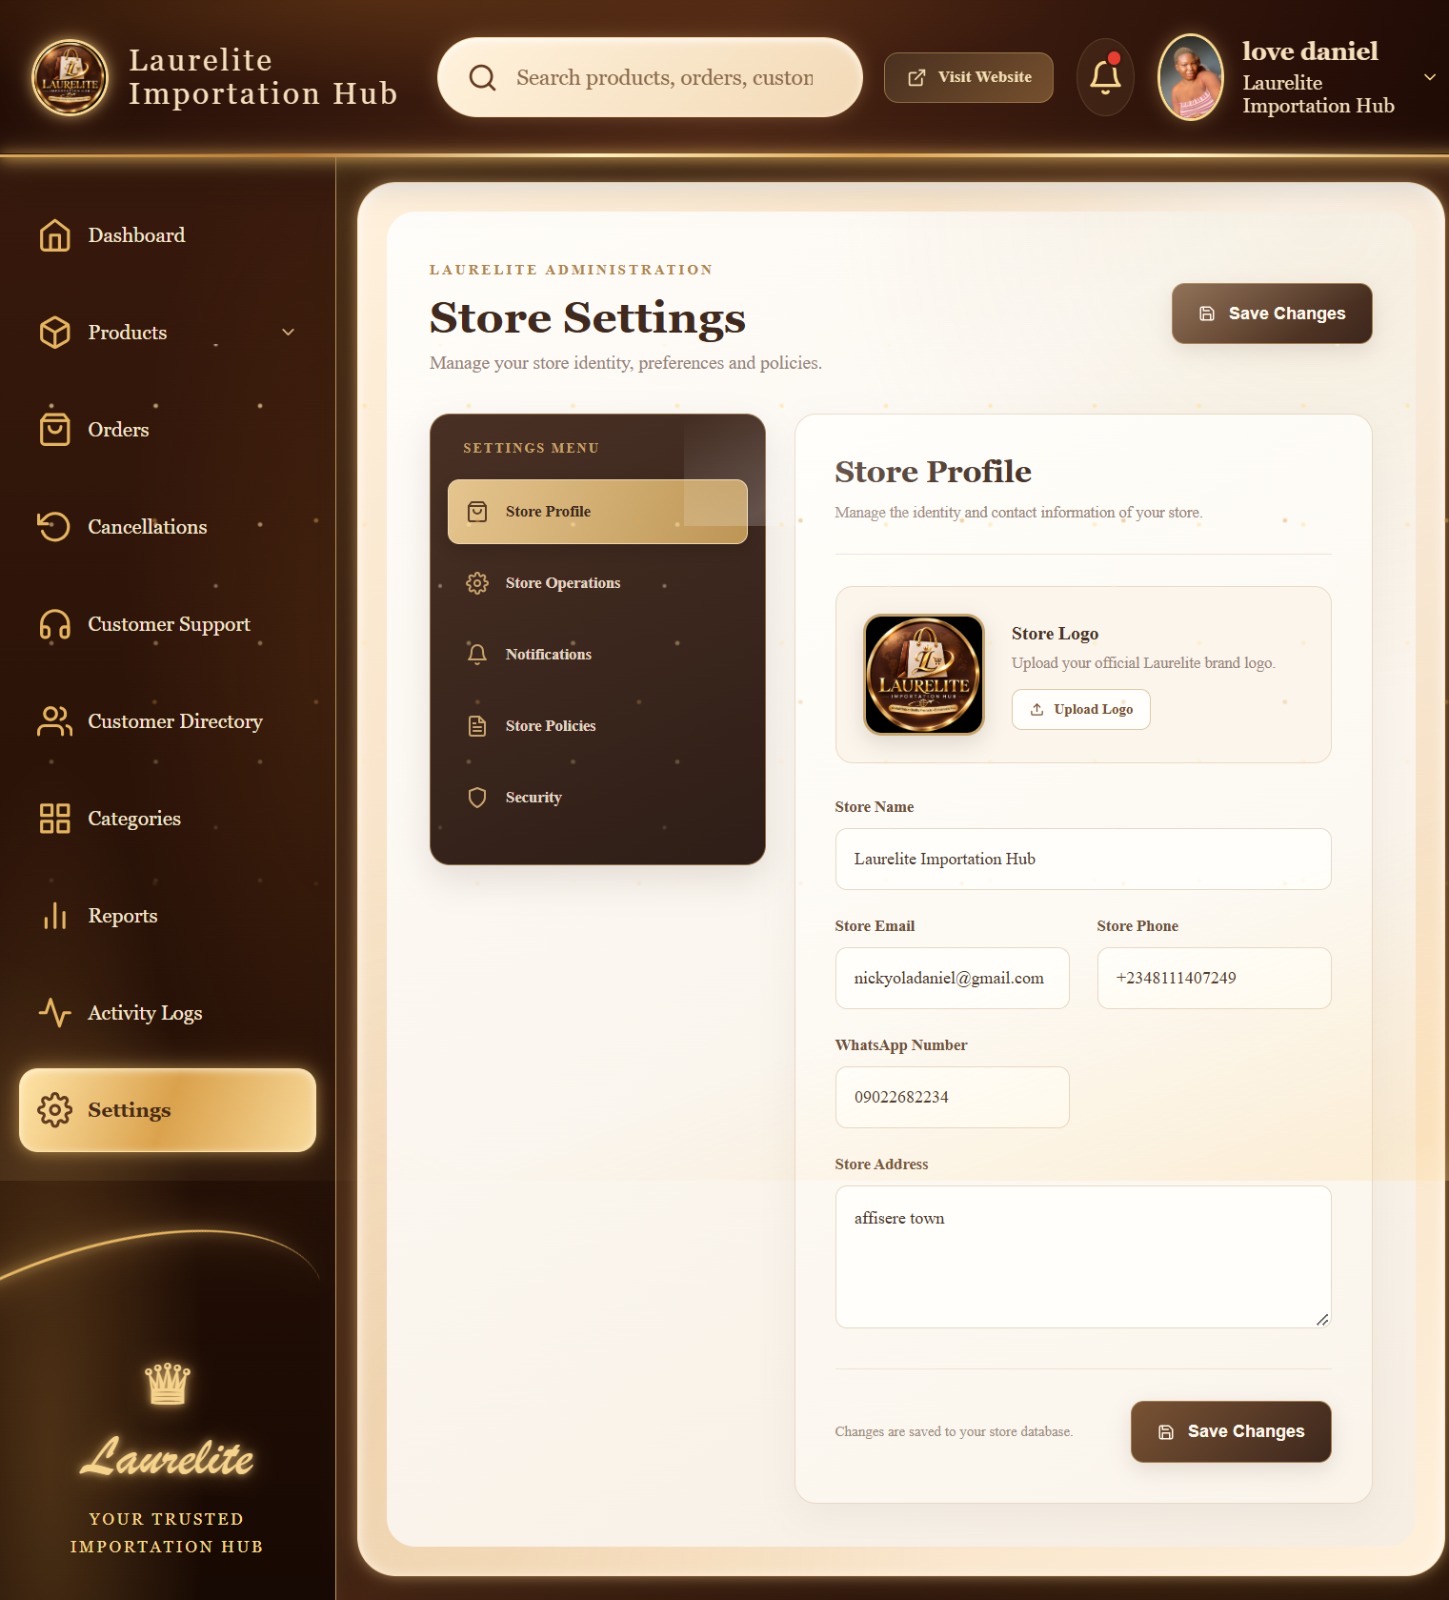 LAURELITE
IMPORTATION HUB
Laurelite
Importation Hub
Search products, orders, custon
Visit Website
love daniel
Laurelite
Importation Hub
Dashboard
Products
Orders
Cancellations
Customer Support
Customer Directory
Categories
Reports
Activity Logs
Settings
Laurelite
YOUR TRUSTED
IMPORTATION HUB
LAURELITE ADMINISTRATION
Store Settings
Manage your store identity, preferences and policies.
Save Changes
SETTINGS MENU
Store Profile
Store Operations
Notifications
Store Policies
Security
Store Profile
Manage the identity and contact information of your store.
L
LAURELITE
IMPORTATION HUB
Store Logo
Upload your official Laurelite brand logo.
Upload Logo
Store Name
Laurelite Importation Hub
Store Email
Store Phone
nickyoladaniel@gmail.com
+2348111407249
WhatsApp Number
09022682234
Store Address
affisere town
Changes are saved to your store database.
Save Changes